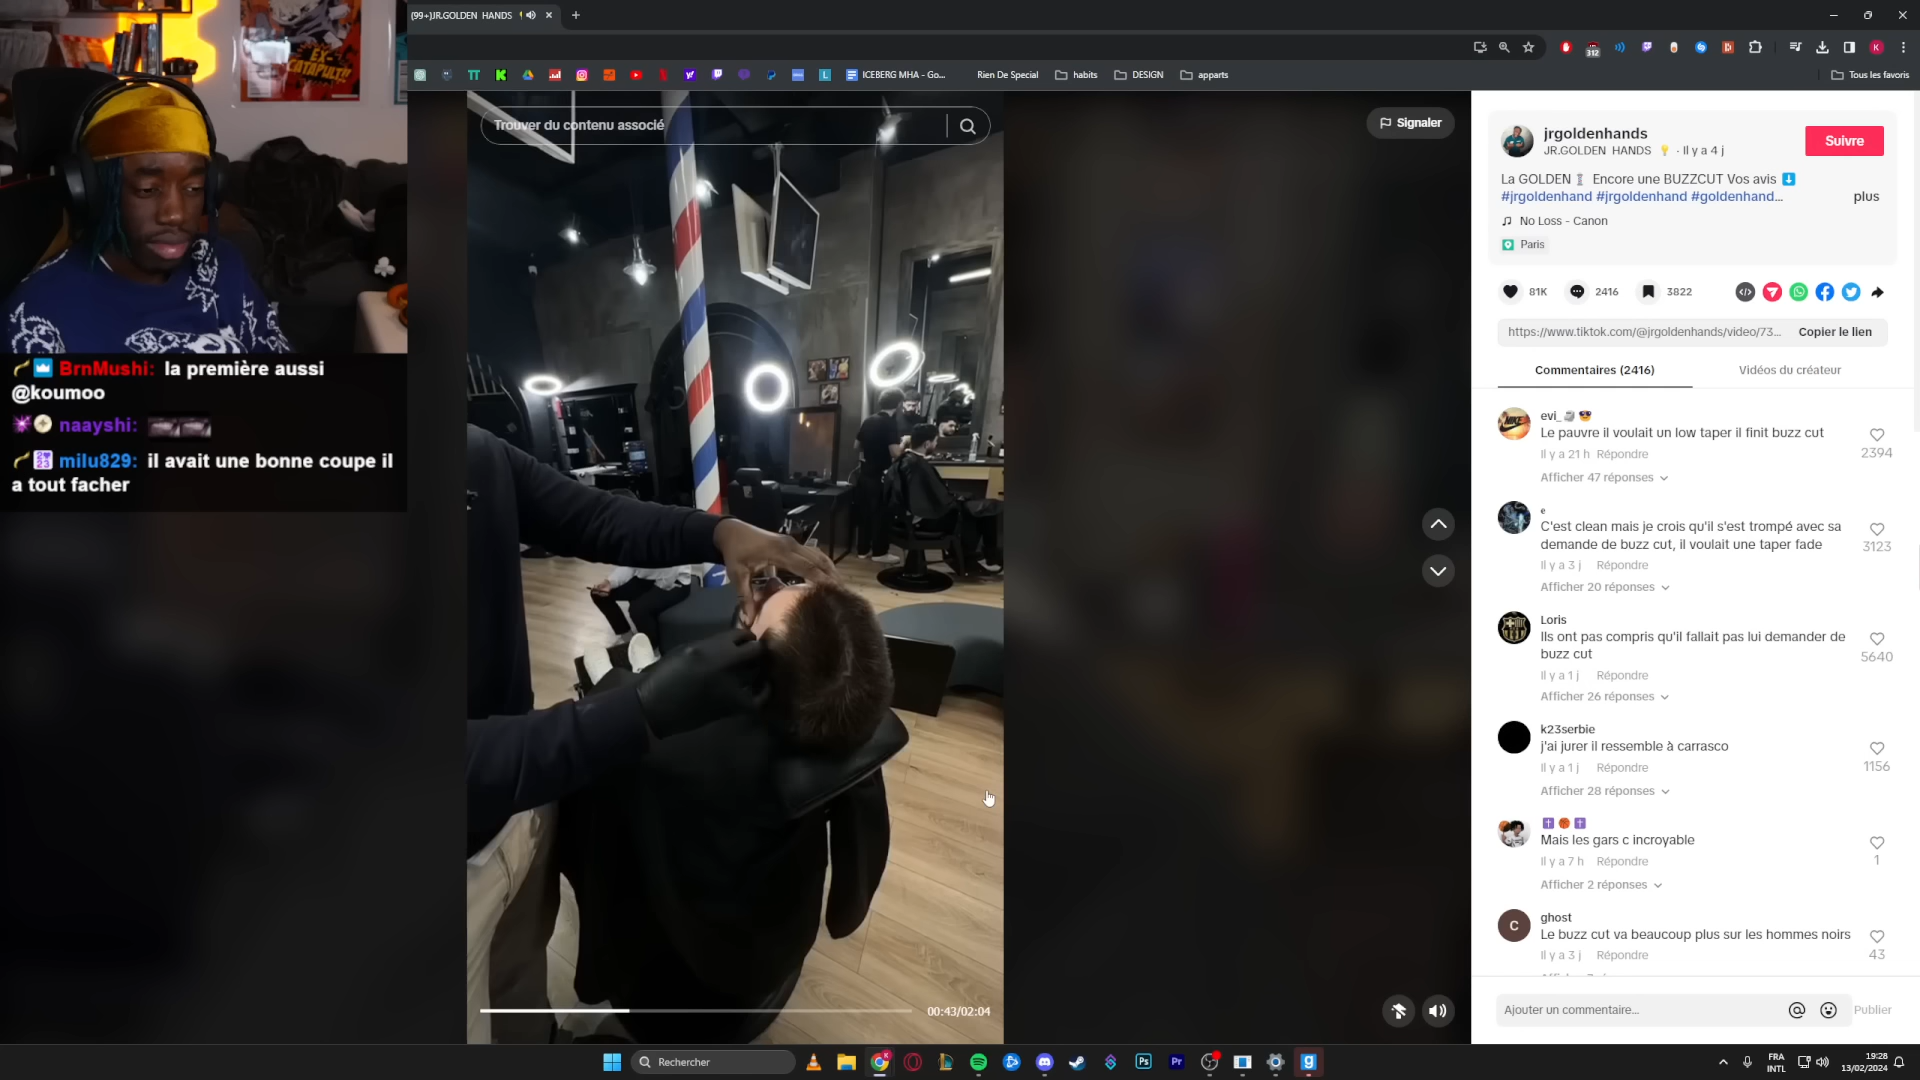 EX-
CATAPULT!!
BrnMushi: la première aussi
@koumoo
naayshi:
milu829: il avait une bonne coupe il
a tout facher
(99+)JR.GOLDEN HANDS
312
K
ICEBERG MHA - Go...
Rien De Special
habits
DESIGN
apparts
Tous les favoris
Trouver du contenu associé
Signaler
00:43/02:04
jrgoldenhands
JR.GOLDEN HANDS · Il y a 4 j
Suivre
La GOLDEN Encore une BUZZCUT Vos avis
#jrgoldenhand #jrgoldenhands #goldenhand...
plus
No Loss - Canon
Paris
81K
2416
3822
https://www.tiktok.com/@jrgoldenhands/video/73...
Copier le lien
Commentaires (2416)
Vidéos du créateur
evi_
Le pauvre il voulait un low taper il finit buzz cut
Il y a 21 h Répondre
2394
Afficher 47 réponses
e
C'est clean mais je crois qu'il s'est trompé avec sa
demande de buzz cut, il voulait une taper fade
3123
Il y a 3 j Répondre
Afficher 20 réponses
Loris
Ils ont pas compris qu'il fallait pas lui demander de
buzz cut
5640
Il y a 1 j Répondre
Afficher 26 réponses
k23serbie
j'ai jurer il ressemble à carrasco
Il y a 1 j Répondre
1156
Afficher 28 réponses
Mais les gars c incroyable
Il y a 7 h Répondre
1
Afficher 2 réponses
C
ghost
Le buzz cut va beaucoup plus sur les hommes noirs
Il y a 3 j Répondre
43
Ajouter un commentaire...
Publier
Rechercher
FRA
INTL
19:28
13/02/2024